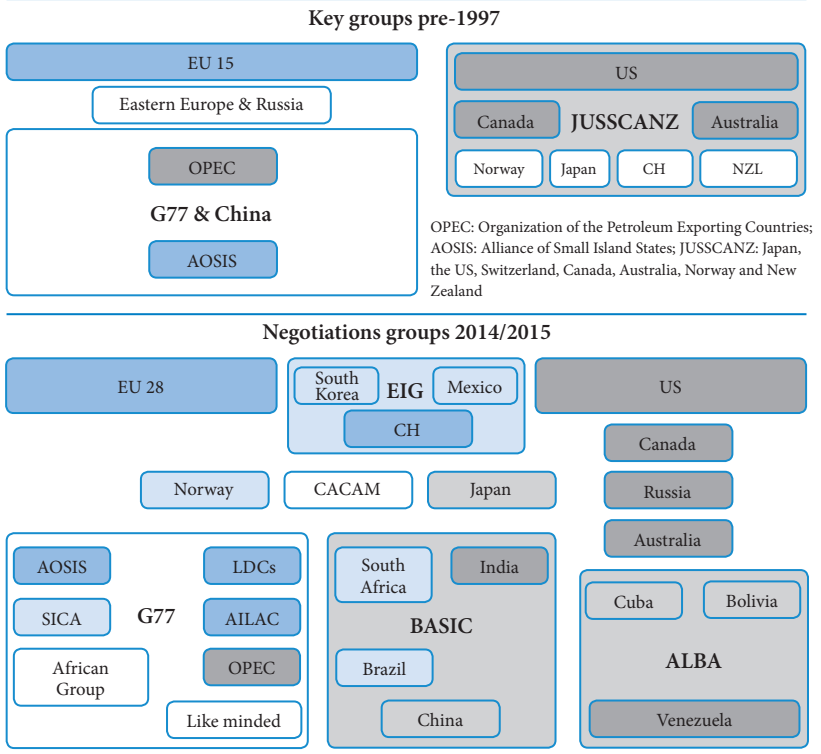 Key groups pre-1997
EU 15
Eastern Europe & Russia
OPEC
G77 & China
AOSIS
US
Canada
JUSSCANZ
Australia
Norway
Japan
CH
NZL
OPEC: Organization of the Petroleum Exporting Countries;
AOSIS: Alliance of Small Island States; JUSSCANZ: Japan,
the US, Switzerland, Canada, Australia, Norway and New
Zealand
Negotiations groups 2014/2015
EU 28
South
Korea
EIG
Mexico
CH
US
Canada
Russia
Australia
Norway
CACAM
Japan
AOSIS
LDCs
SICA
G77
AILAC
African
Group
OPEC
Like minded
South
Africa
India
BASIC
Brazil
China
Cuba
Bolivia
ALBA
Venezuela